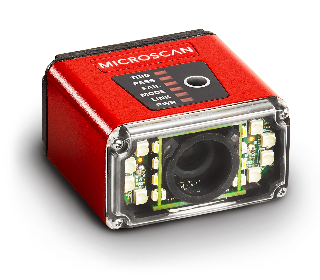 MICROSCAN
TRIG
PASS
FAIL
MODE
LINK
PWR